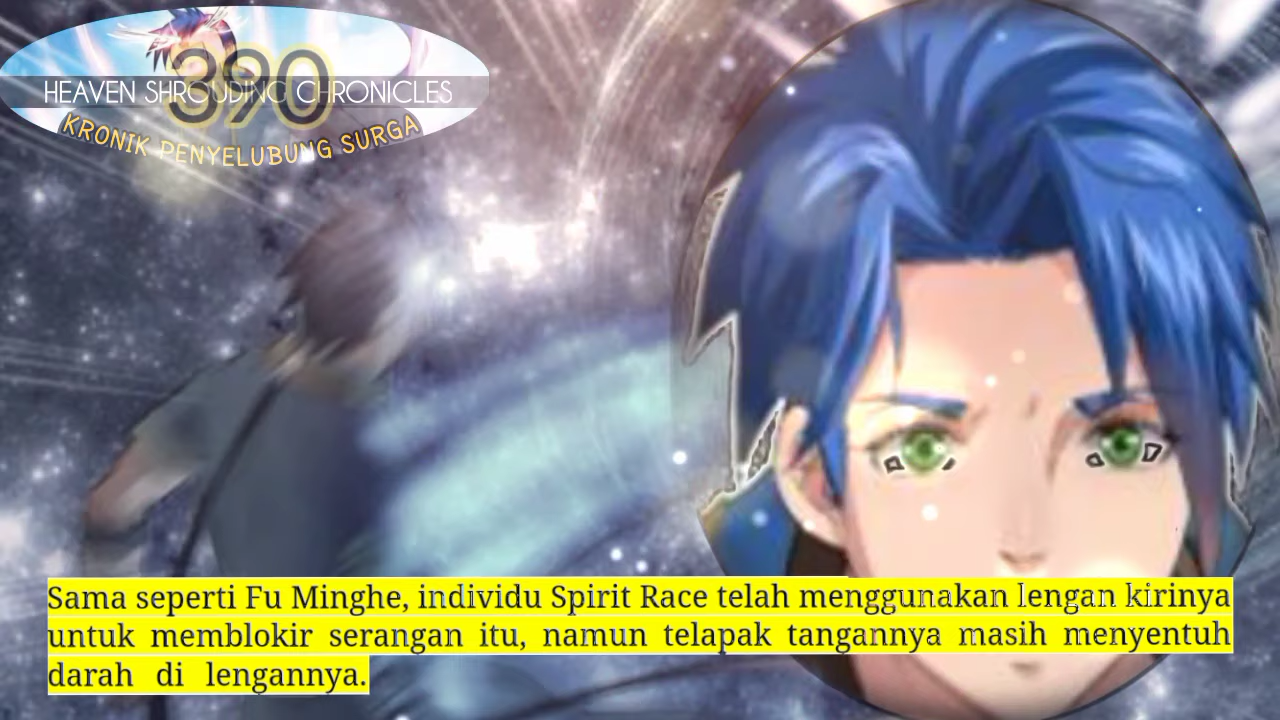 390
HEAVEN SHROUDING CHRONICLES
KRONIK PENYELUBUNG SURGA
Sama seperti Fu Minghe, individu Spirit Race telah menggunakan lengan kirinya
untuk memblokir serangan itu, namun telapak tangannya masih menyentuh
darah di lengannya.